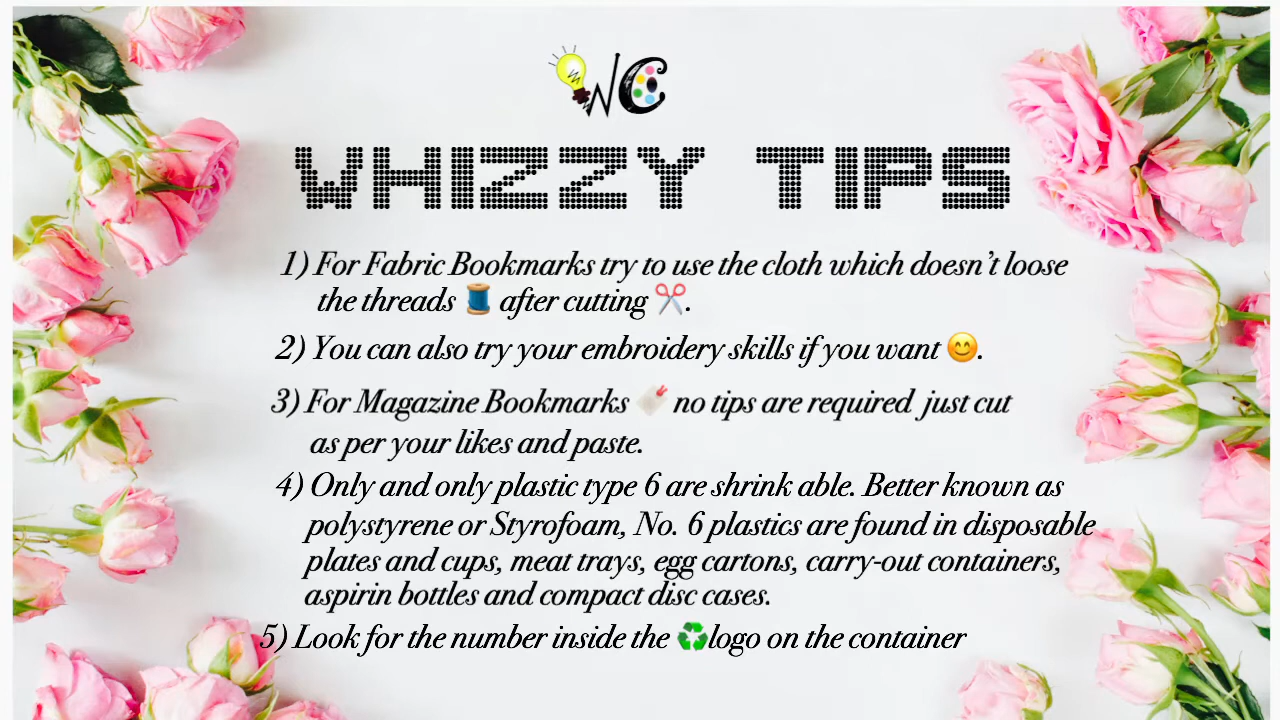 WC
WHIZZY TIPS
1) For Fabric Bookmarks try to use the cloth which doesn't loose
the threads 🧵 after cutting ✂️.
2) You can also try your embroidery skills if you want 😊.
3) For Magazine Bookmarks 🔖 no tips are required just cut
as per your likes and paste.
4) Only and only plastic type 6 are shrink able. Better known as
polystyrene or Styrofoam, No. 6 plastics are found in disposable
plates and cups, meat trays, egg cartons, carry-out containers,
aspirin bottles and compact disc cases.
5) Look for the number inside the ♻️logo on the container